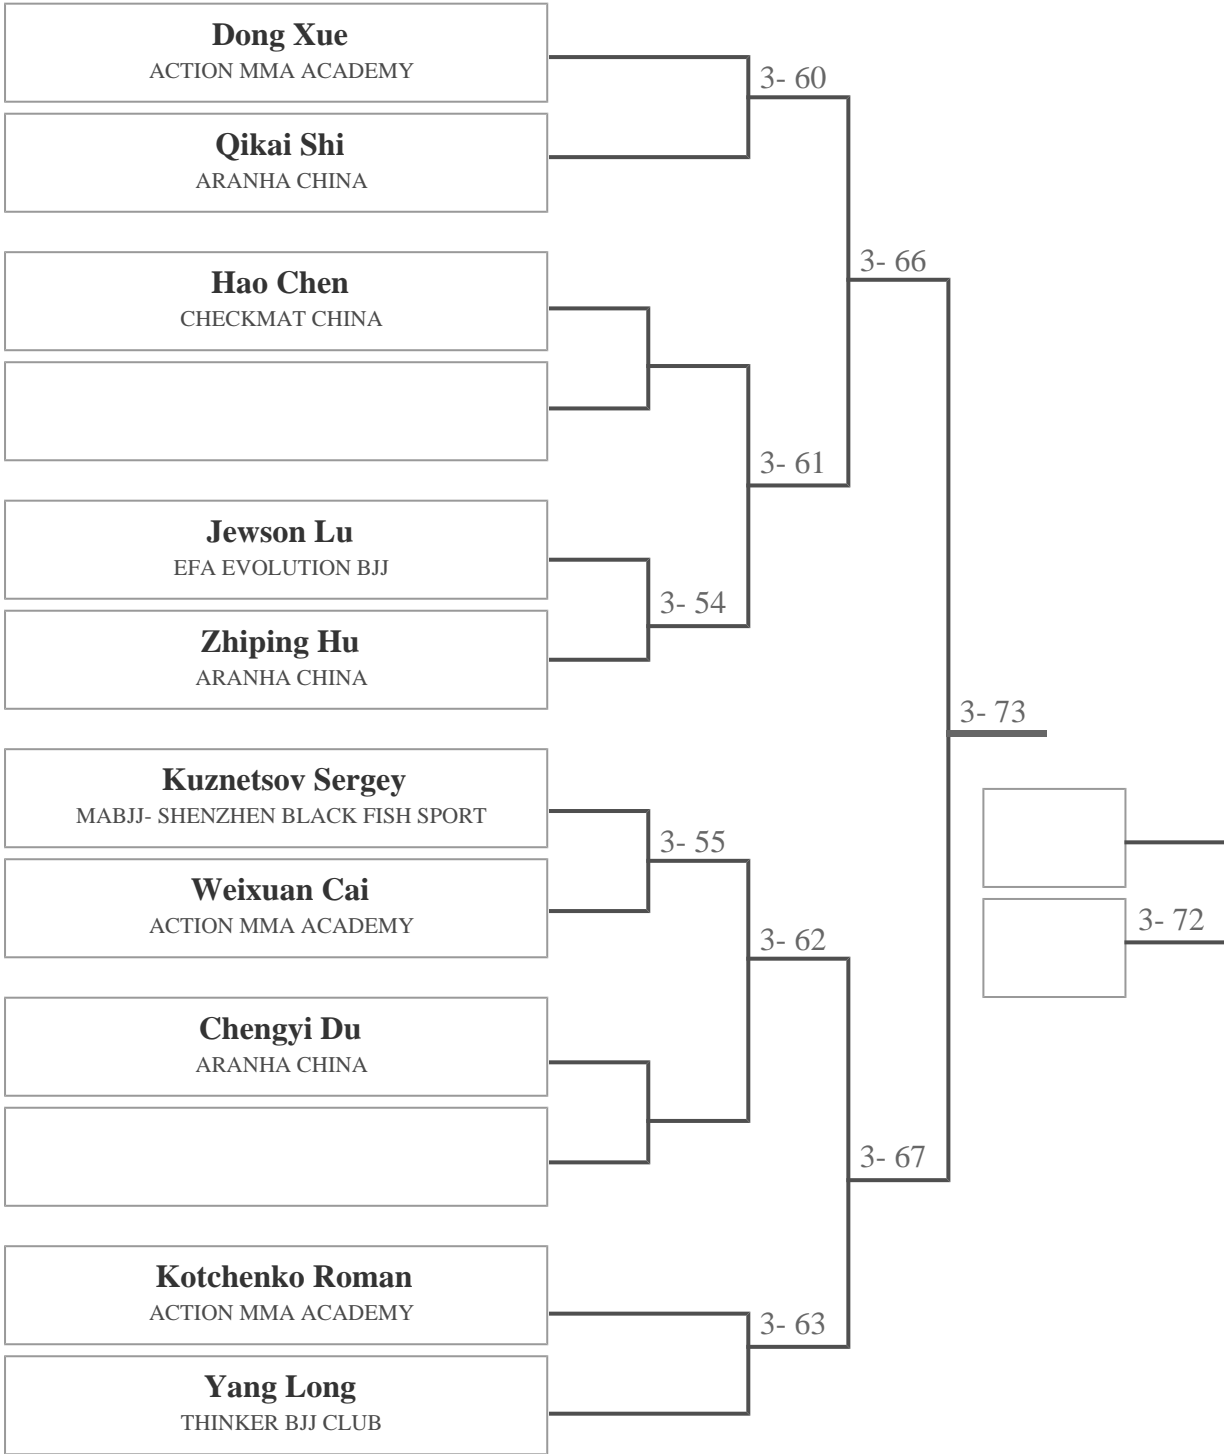 Dong Xue
ACTION MMA ACADEMY
3- 60
Qikai Shi
ARANHA CHINA
3- 66
Hao Chen
CHECKMAT CHINA
3- 61
Jewson Lu
EFA EVOLUTION BJJ
3- 54
Zhiping Hu
ARANHA CHINA
3- 73
Kuznetsov Sergey
MABJJ- SHENZHEN BLACK FISH SPORT
3- 55
Weixuan Cai
ACTION MMA ACADEMY
3- 72
3- 62
Chengyi Du
ARANHA CHINA
3- 67
Kotchenko Roman
ACTION MMA ACADEMY
3- 63
Yang Long
THINKER BJJ CLUB